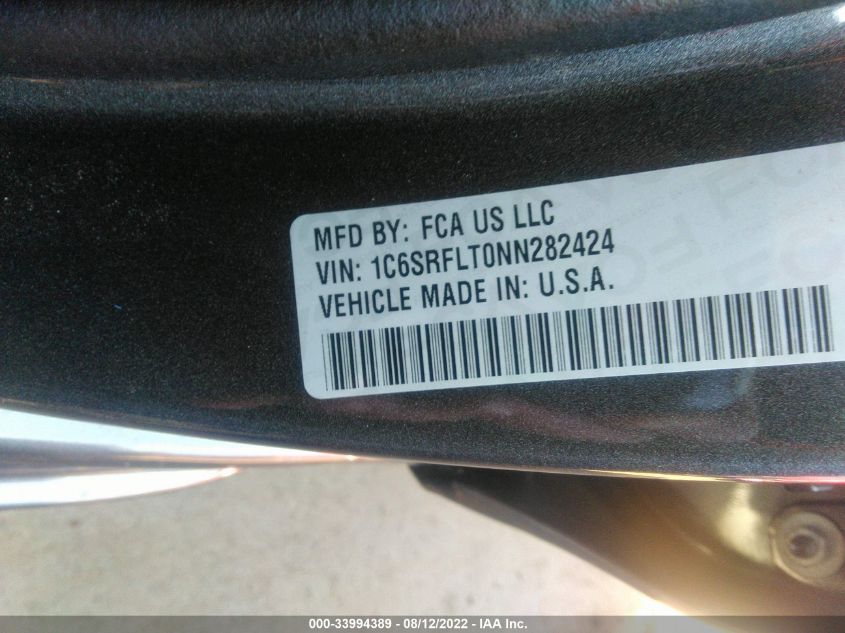 MFD BY: FCA US LLC
VIN: 1C6SRFLT0NN282424
VEHICLE MADE IN: U.S.A.
000-33994389 - 08/12/2022 - IAA Inc.